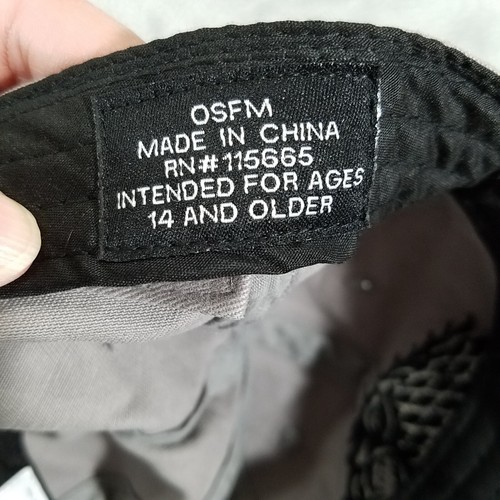 OSFM
MADE IN CHINA
RN#115665
INTENDED FOR AGES
14 AND OLDER